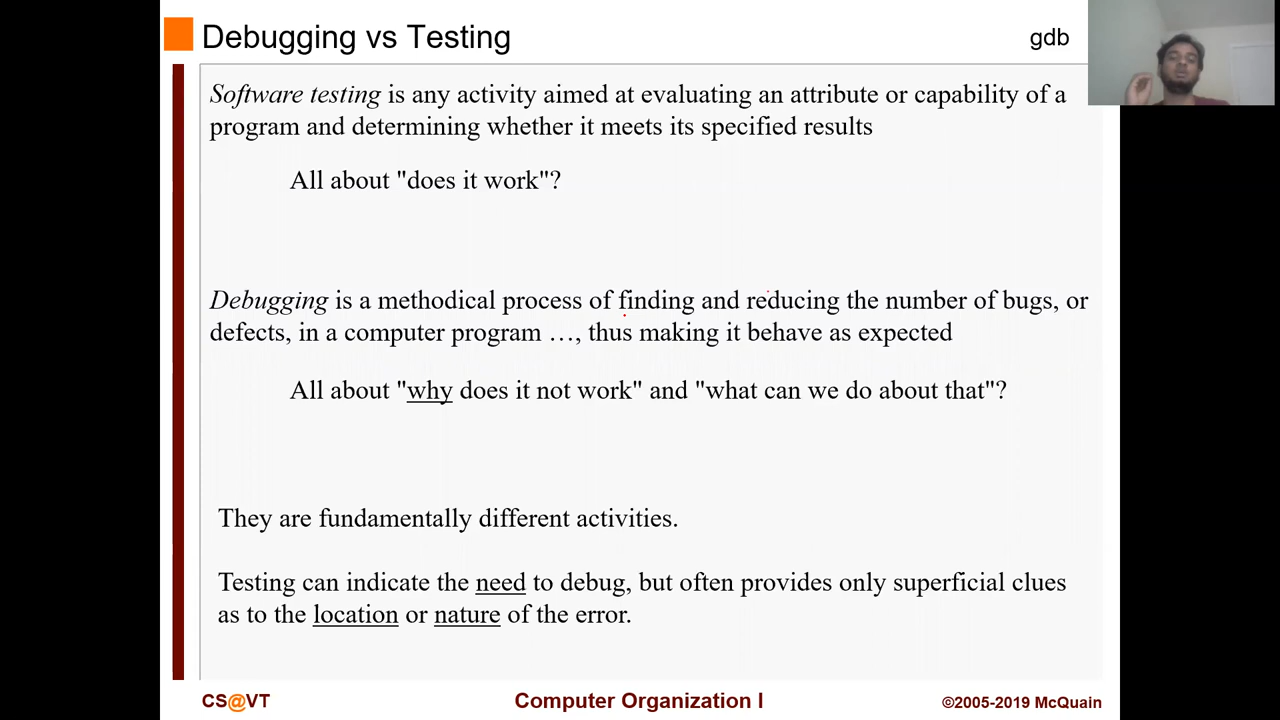 Debugging vs Testing
gdb
Software testing is any activity aimed at evaluating an attribute or capability of a
program and determining whether it meets its specified results
All about "does it work"?
Debugging is a methodical process of finding and reducing the number of bugs, or
defects, in a computer program …, thus making it behave as expected
All about "why does it not work" and "what can we do about that"?
They are fundamentally different activities.
Testing can indicate the need to debug, but often provides only superficial clues
as to the location or nature of the error.
CS@VT
Computer Organization I
©2005-2019 McQuain